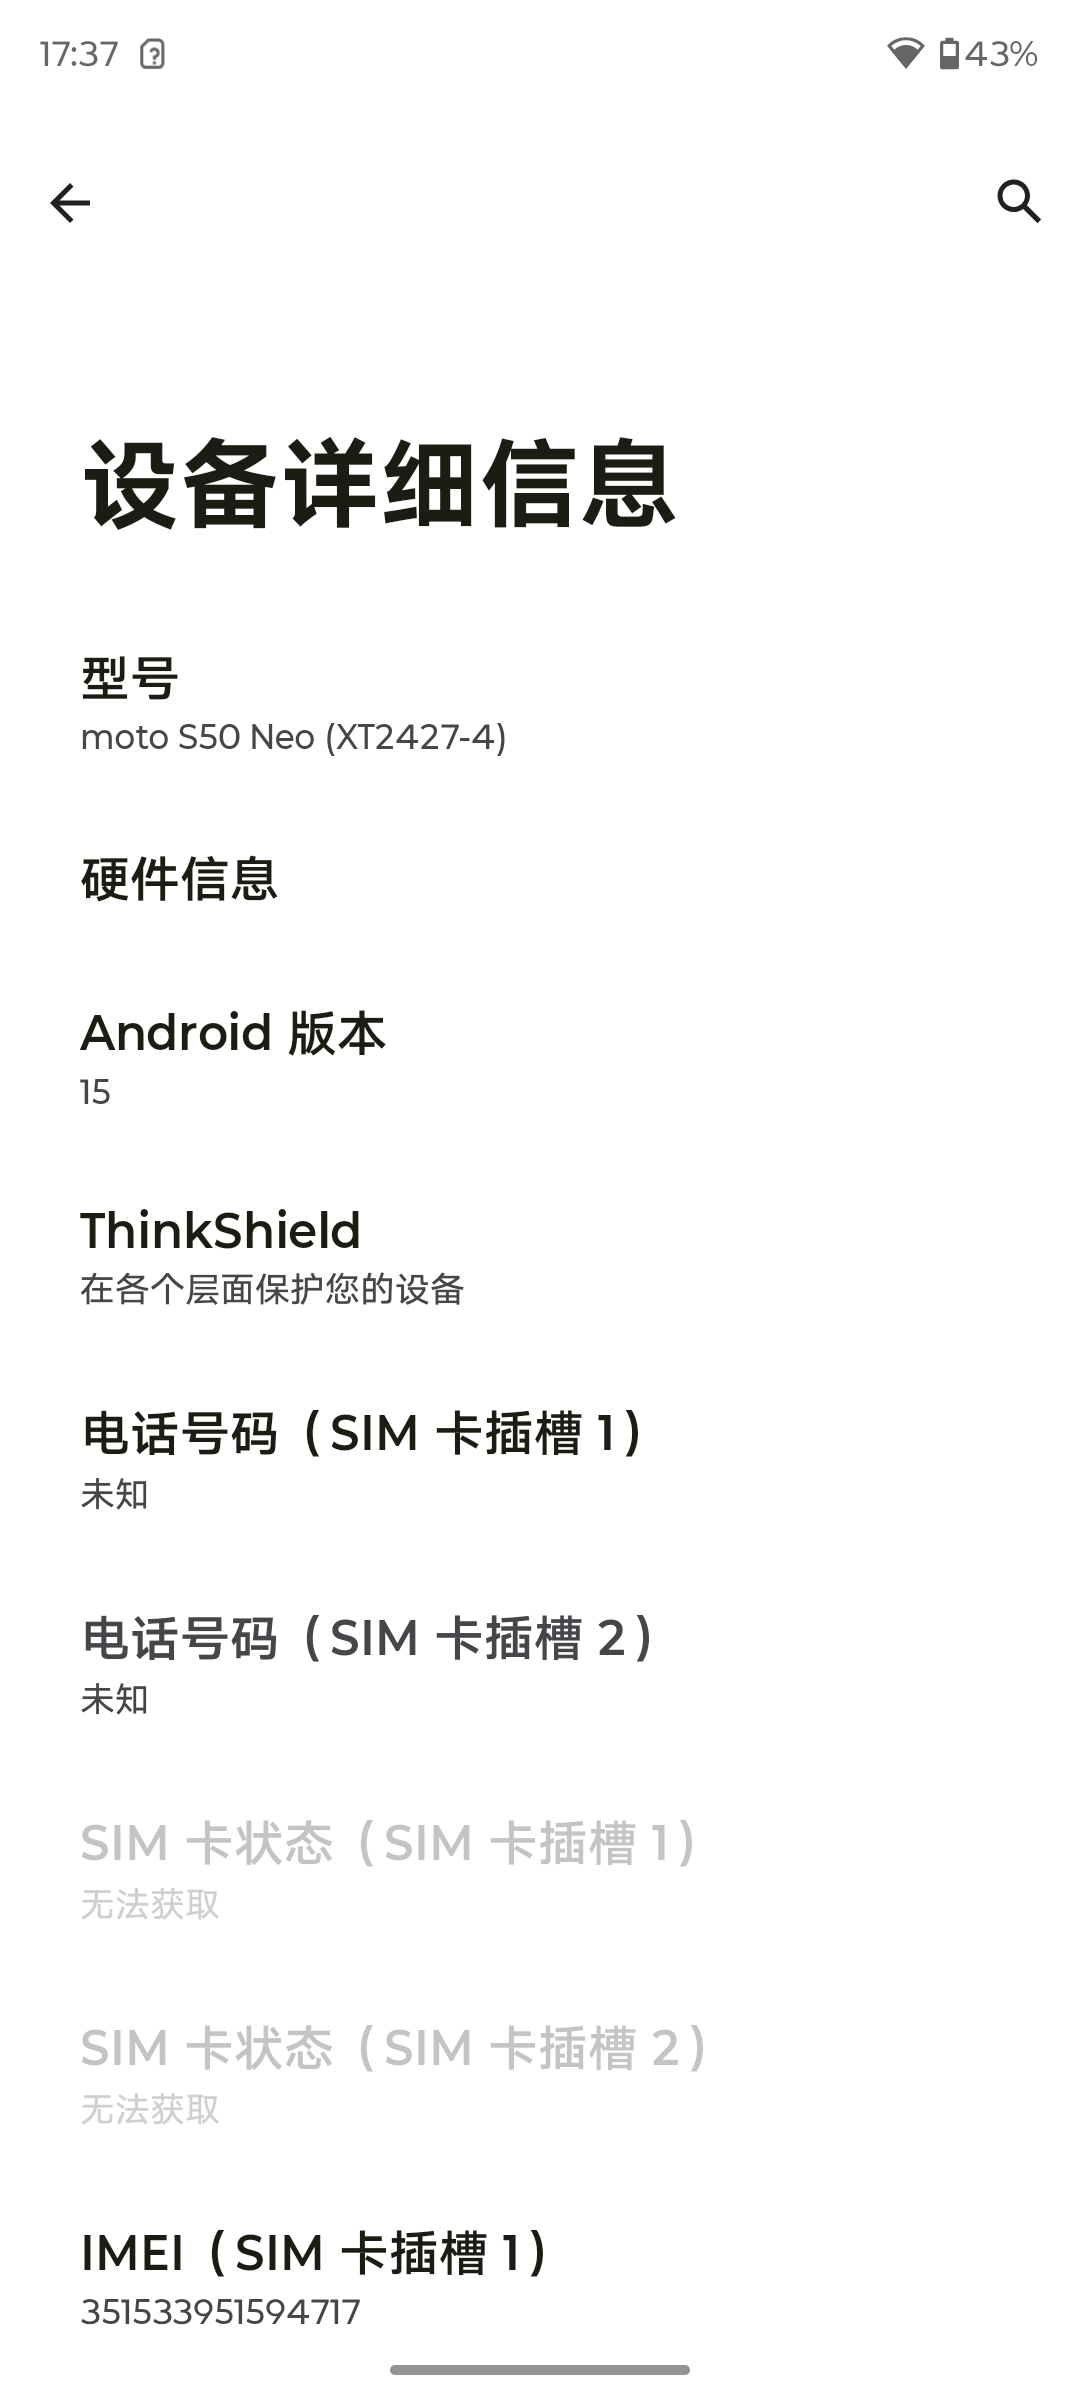 17:37
43%
设备详细信息
型号
moto S50 Neo (XT2427-4)
硬件信息
Android 版本
15
ThinkShield
在各个层面保护您的设备
电话号码（SIM 卡插槽 1）
未知
电话号码（SIM 卡插槽 2）
未知
SIM 卡状态（SIM 卡插槽 1）
无法获取
SIM 卡状态（SIM 卡插槽 2）
无法获取
IMEI（SIM 卡插槽 1）
351533951594717